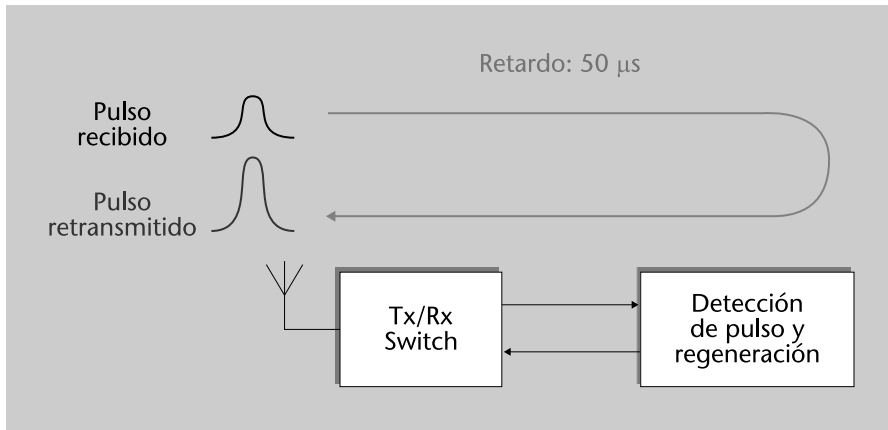 Retardo: 50 μs
Pulso
recibido
Pulso
retransmitido
Tx/Rx
Switch
Detección
de pulso y
regeneración